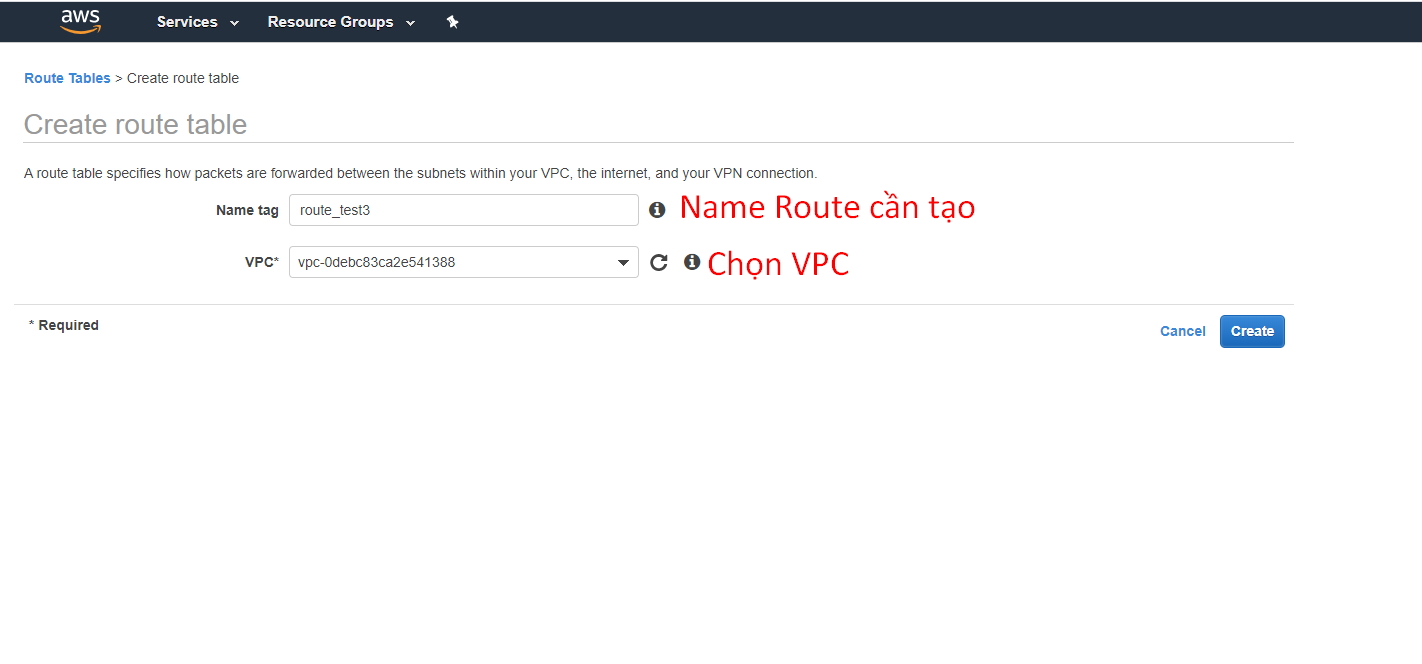 aws Services Resource Groups
Route Tables > Create route table
Create route table
A route table specifies how packets are forwarded between the subnets within your VPC, the internet, and your VPN connection.
Name tag route_test3 Name Route cần tạo
VPC* vpc-0debc83ca2e541388 Chọn VPC
* Required
Cancel Create